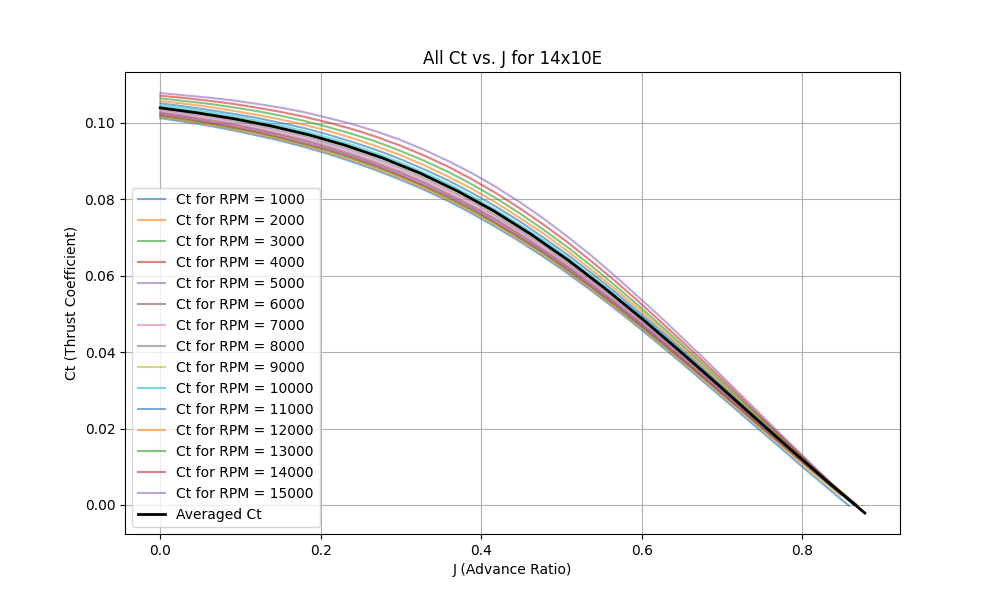 All Ct vs. J for 14x10E
Ct (Thrust Coefficient)
0.10
0.08
0.06
0.04
0.02
0.00
Ct for RPM = 1000
Ct for RPM = 2000
Ct for RPM = 3000
Ct for RPM = 4000
Ct for RPM = 5000
Ct for RPM = 6000
Ct for RPM = 7000
Ct for RPM = 8000
Ct for RPM = 9000
Ct for RPM = 10000
Ct for RPM = 11000
Ct for RPM = 12000
Ct for RPM = 13000
Ct for RPM = 14000
Ct for RPM = 15000
Averaged Ct
0.0 0.2 0.4 0.6 0.8
J (Advance Ratio)